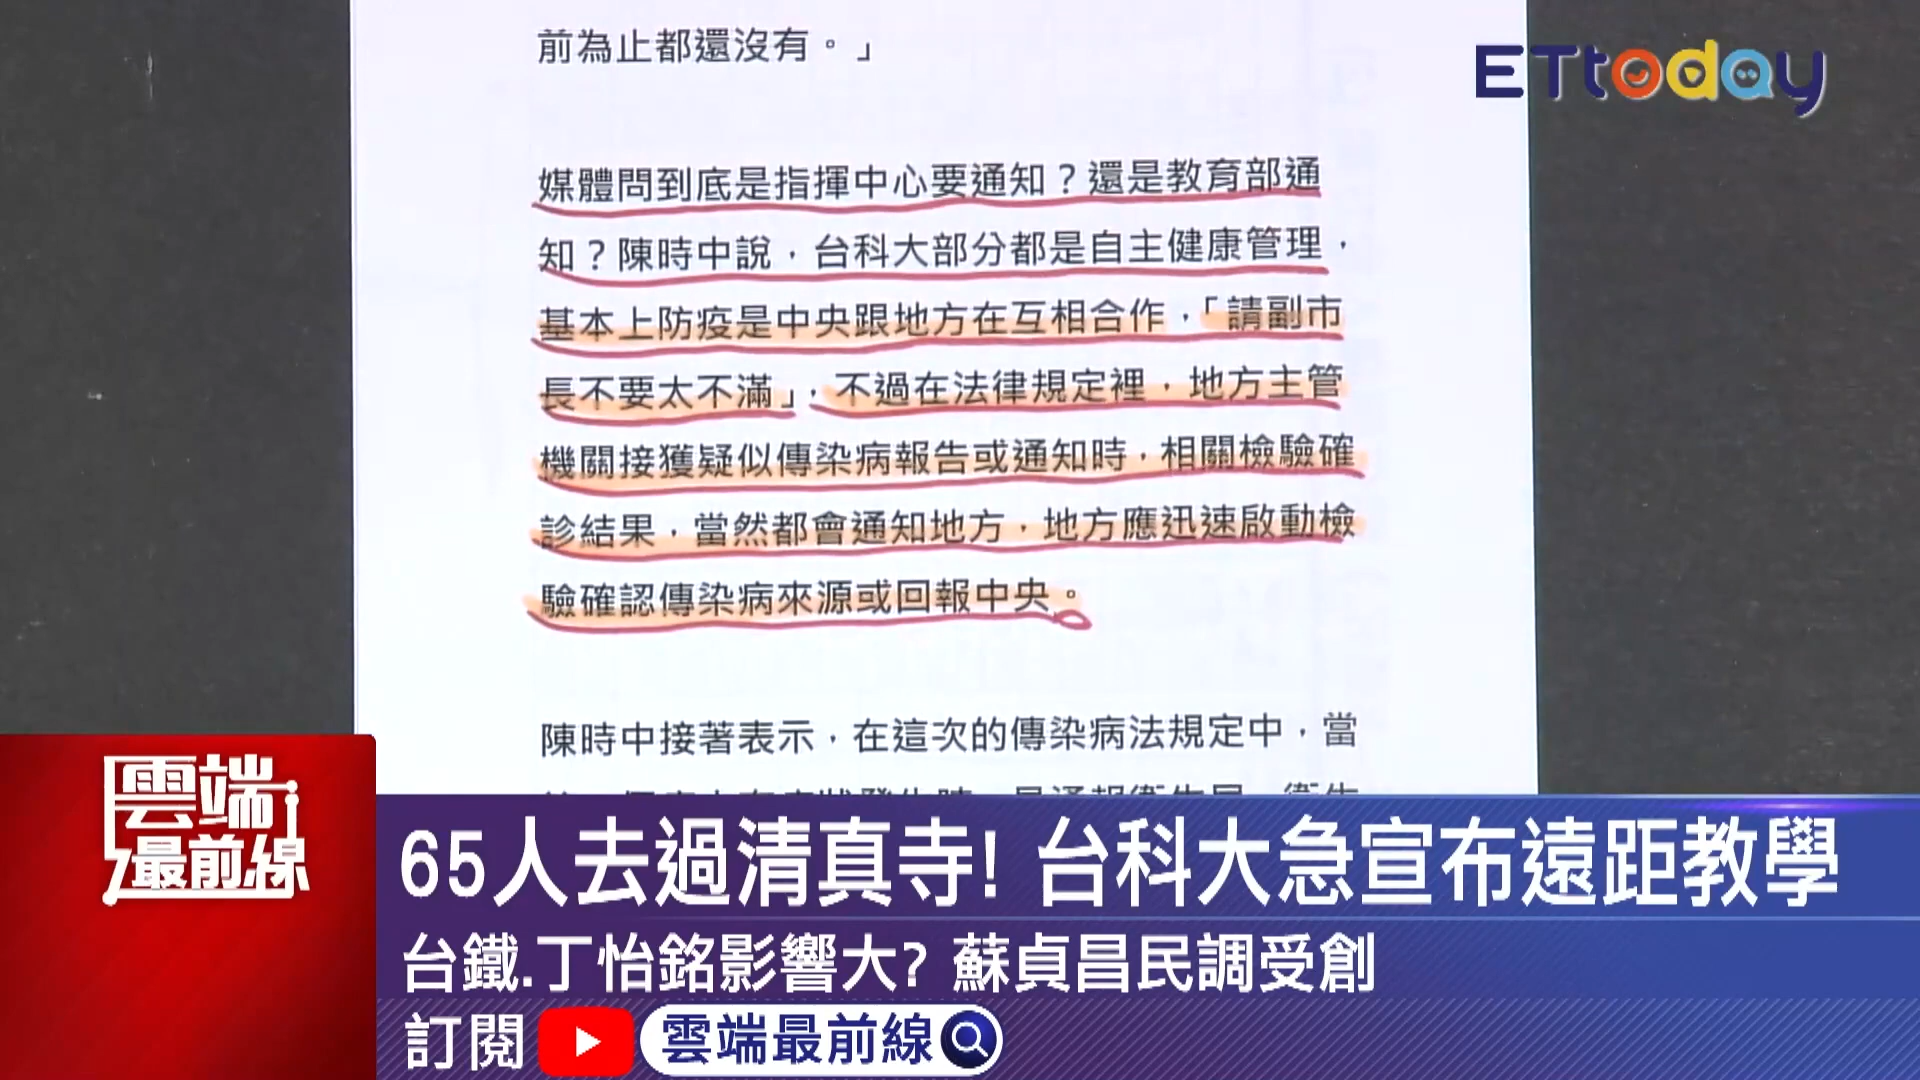 前為止都還沒有。」
ETtoday
媒體問到底是指揮中心要通知？還是教育部通
知？陳時中說，台科大部分都是自主健康管理，
基本上防疫是中央跟地方在互相合作，「請副市
長不要太不滿」，不過在法律規定裡，地方主管
機關接獲疑似傳染病報告或通知時，相關檢驗確
診結果，當然都會通知地方，地方應迅速啟動檢
驗確認傳染病來源或回報中央。
陳時中接著表示，在這次的傳染病法規定中，當
雲端
最前線
65人去過清真寺! 台科大急宣布遠距教學
台鐵.丁怡銘影響大? 蘇貞昌民調受創
訂閱 雲端最前線